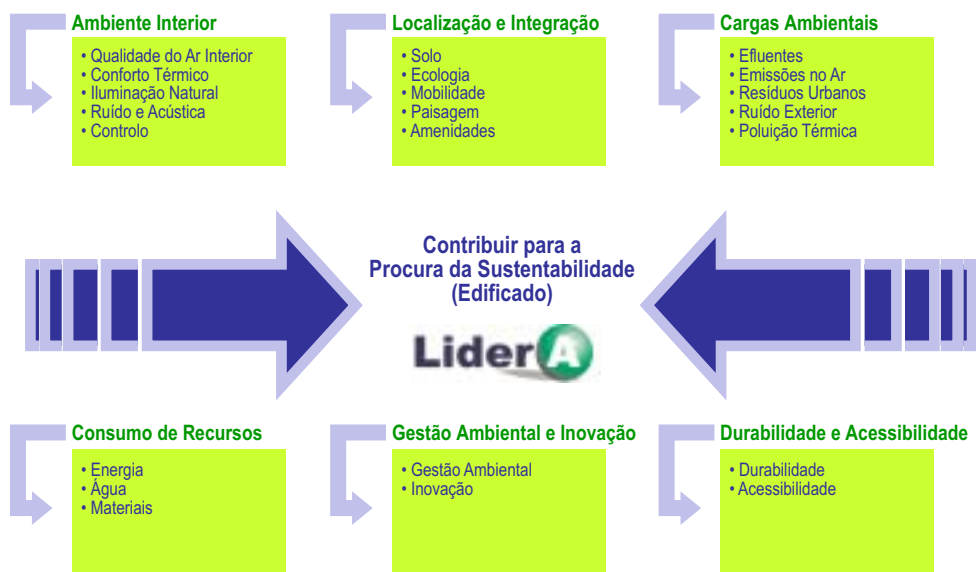 Ambiente Interior
• Qualidade do Ar Interior
• Conforto Térmico
• Iluminação Natural
• Ruído e Acústica
• Controlo
Localização e Integração
• Solo
• Ecologia
• Mobilidade
• Paisagem
• Amenidades
Cargas Ambientais
• Efluentes
• Emissões no Ar
• Resíduos Urbanos
• Ruído Exterior
• Poluição Térmica
Contribuir para a
Procura da Sustentabilidade
(Edificado)
LiderA
Consumo de Recursos
• Energia
• Água
• Materiais
Gestão Ambiental e Inovação
• Gestão Ambiental
• Inovação
Durabilidade e Acessibilidade
• Durabilidade
• Acessibilidade